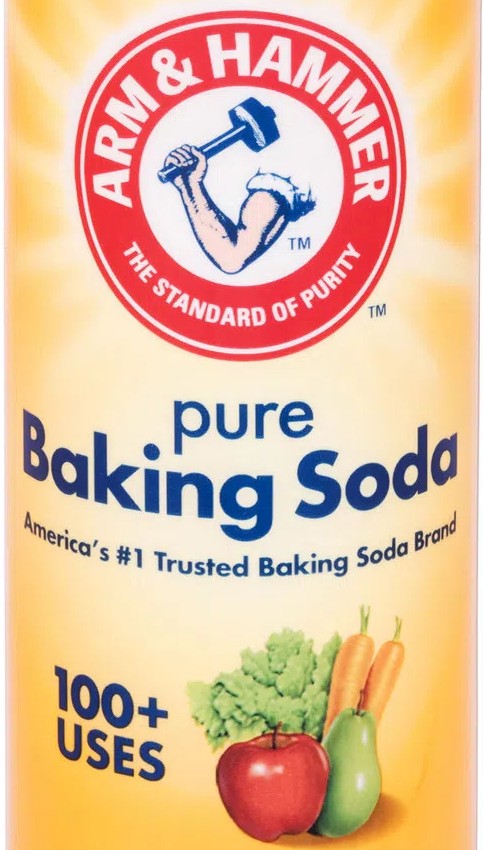 ARM & HAMMER
TM
THE STANDARD OF PURITY
TM
pure
Baking Soda
America's #1 Trusted Baking Soda Brand
100+
USES